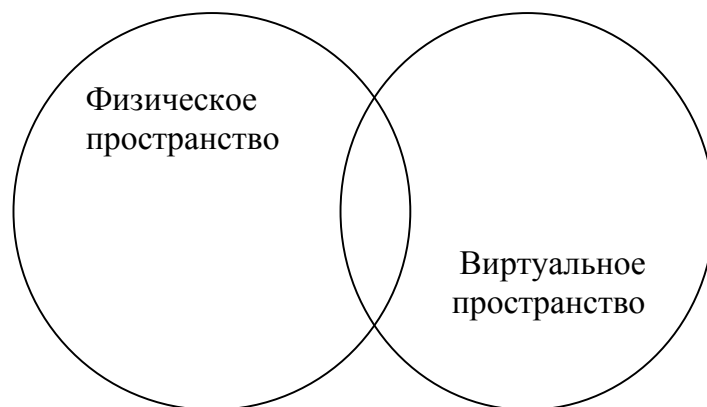 Физическое
пространство
Виртуальное
пространство